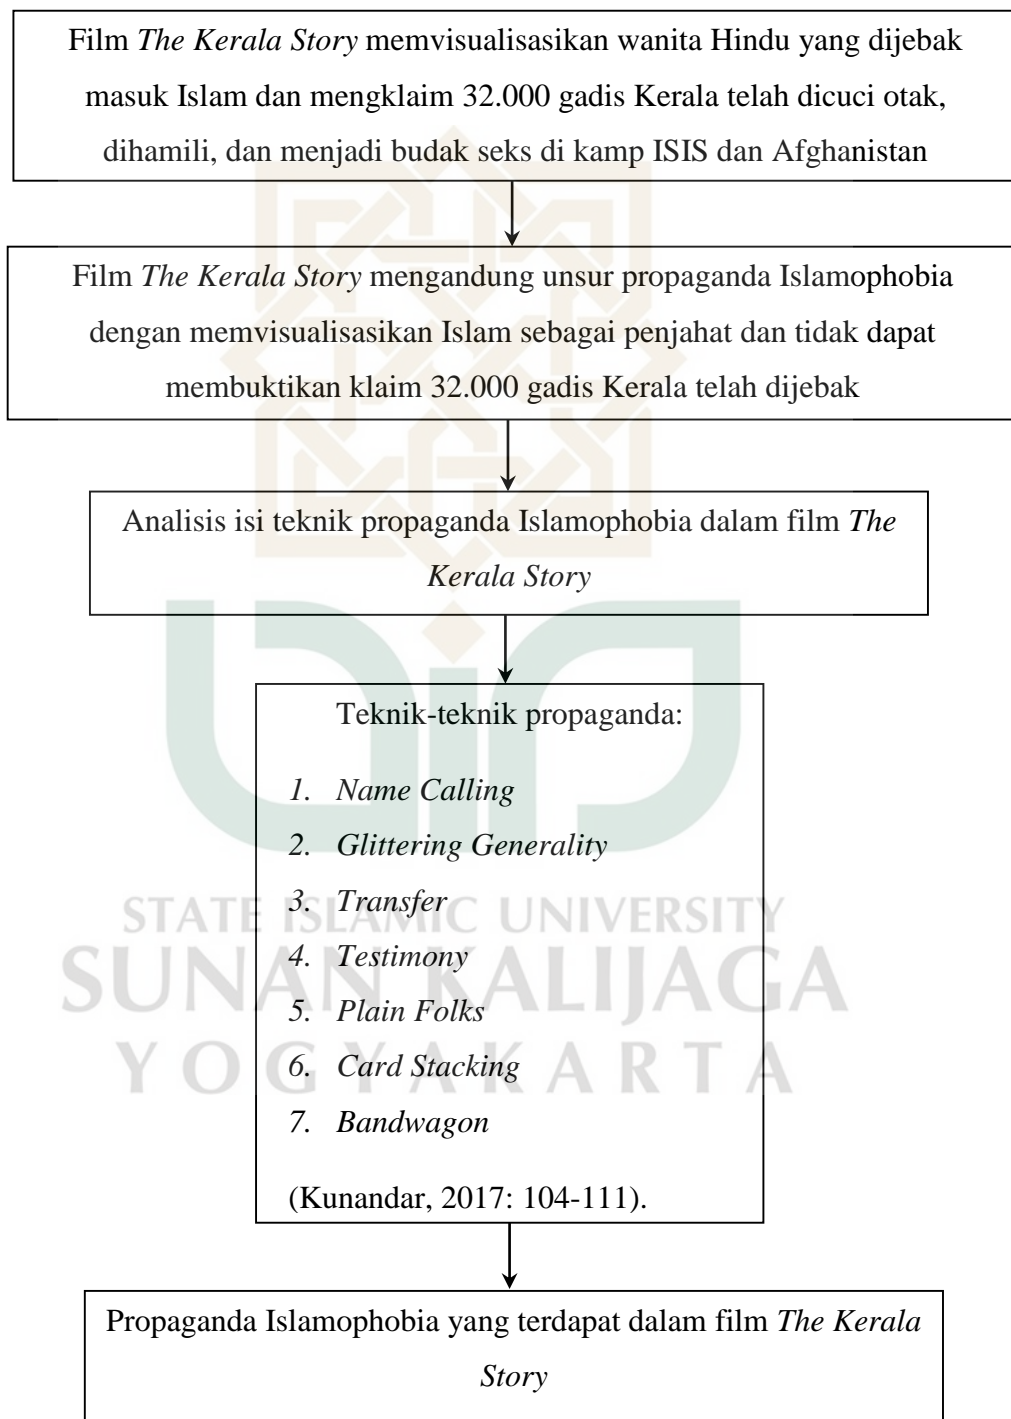 Film The Kerala Story memvisualisasikan wanita Hindu yang dijebak
masuk Islam dan mengklaim 32.000 gadis Kerala telah dicuci otak,
dihamili, dan menjadi budak seks di kamp ISIS dan Afghanistan
Film The Kerala Story mengandung unsur propaganda Islamophobia
dengan memvisualisasikan Islam sebagai penjahat dan tidak dapat
membuktikan klaim 32.000 gadis Kerala telah dijebak
Analisis isi teknik propaganda Islamophobia dalam film The
Kerala Story
Teknik-teknik propaganda:
1. Name Calling
2. Glittering Generality
3. Transfer
4. Testimony
5. Plain Folks
6. Card Stacking
7. Bandwagon
(Kunandar, 2017: 104-111).
Propaganda Islamophobia yang terdapat dalam film The Kerala
Story
STATE ISLAMIC UNIVERSITY
SUNAN KALIJAGA
YOGYAKARTA